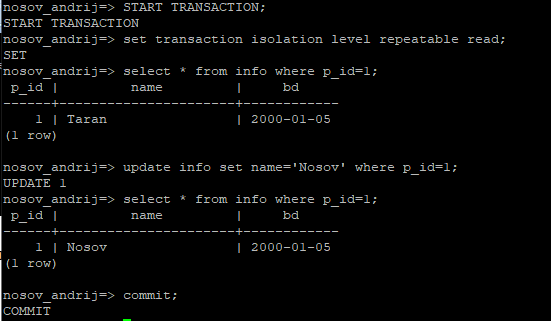 nosov_andrij=> START TRANSACTION;
START TRANSACTION
nosov_andrij=> set transaction isolation level repeatable read;
SET
nosov_andrij=> select * from info where p_id=1;
 p_id |         name         |     bd
------+----------------------+------------
    1 | Taran                | 2000-01-05
(1 row)
nosov_andrij=> update info set name='Nosov' where p_id=1;
UPDATE 1
nosov_andrij=> select * from info where p_id=1;
 p_id |         name         |     bd
------+----------------------+------------
    1 | Nosov                | 2000-01-05
(1 row)
nosov_andrij=> commit;
COMMIT